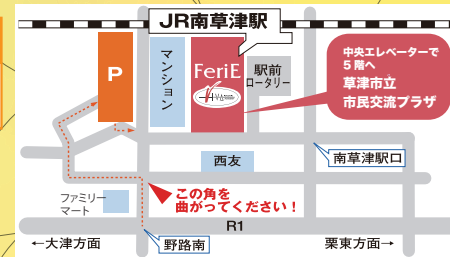 JR南草津駅
P
マンション
FeriE
駅前
ロータリー
中央エレベーターで
5階へ
草津市立
市民交流プラザ
西友
南草津駅口
ファミリー
マート
この角を
曲がってください！
R1
←大津方面
野路南
栗東方面→